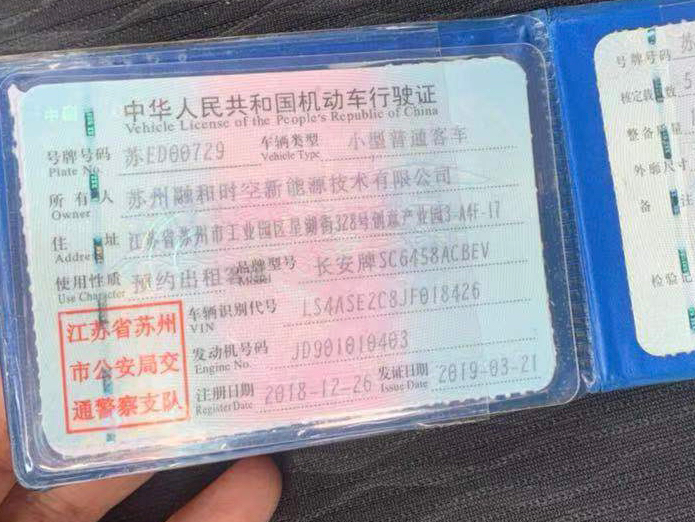 中华人民共和国机动车行驶证
Vehicle License of the People's Republic of China
号牌号码 苏ED00729 车辆类型 小型普通客车
Plate No. Vehicle Type
所有人 苏州融和时空新能源技术有限公司
Owner
住址 江苏省苏州市工业园区星湖街328号创意产业园3-A4F-17
Address
使用性质 预约出租客 品牌型号 长安牌SC6458ACBEV
Use Character Model
车辆识别代号 LS4ASE2C8JF018426
VIN
发动机号码 JD901010403
Engine No.
注册日期 2018-12-26 发证日期 2019-03-21
Register Date Issue Date
江苏省苏州
市公安局交
通警察支队
号牌号码 苏
核定载 数
整备质量
外廓尺寸
备注
检验记